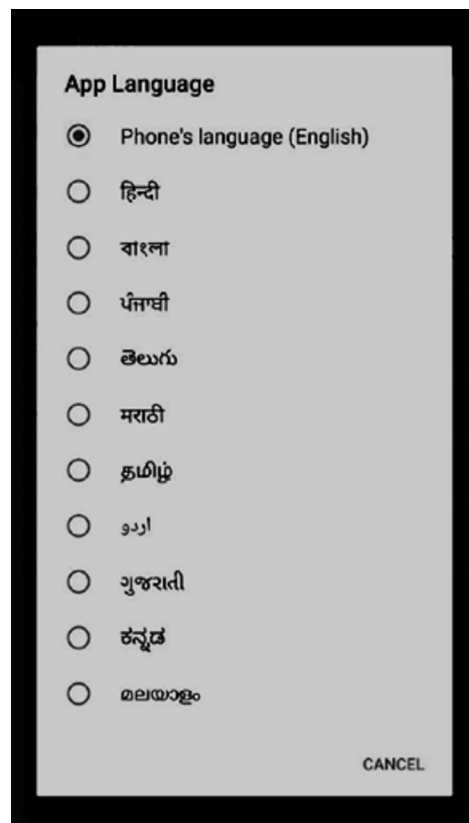 App Language
Phone's language (English)
हिन्दी
বাংলা
ਪੰਜਾਬੀ
తెలుగు
मराठी
தமிழ்
اردو
ગુજરાતી
ಕನ್ನಡ
മലയാളം
CANCEL